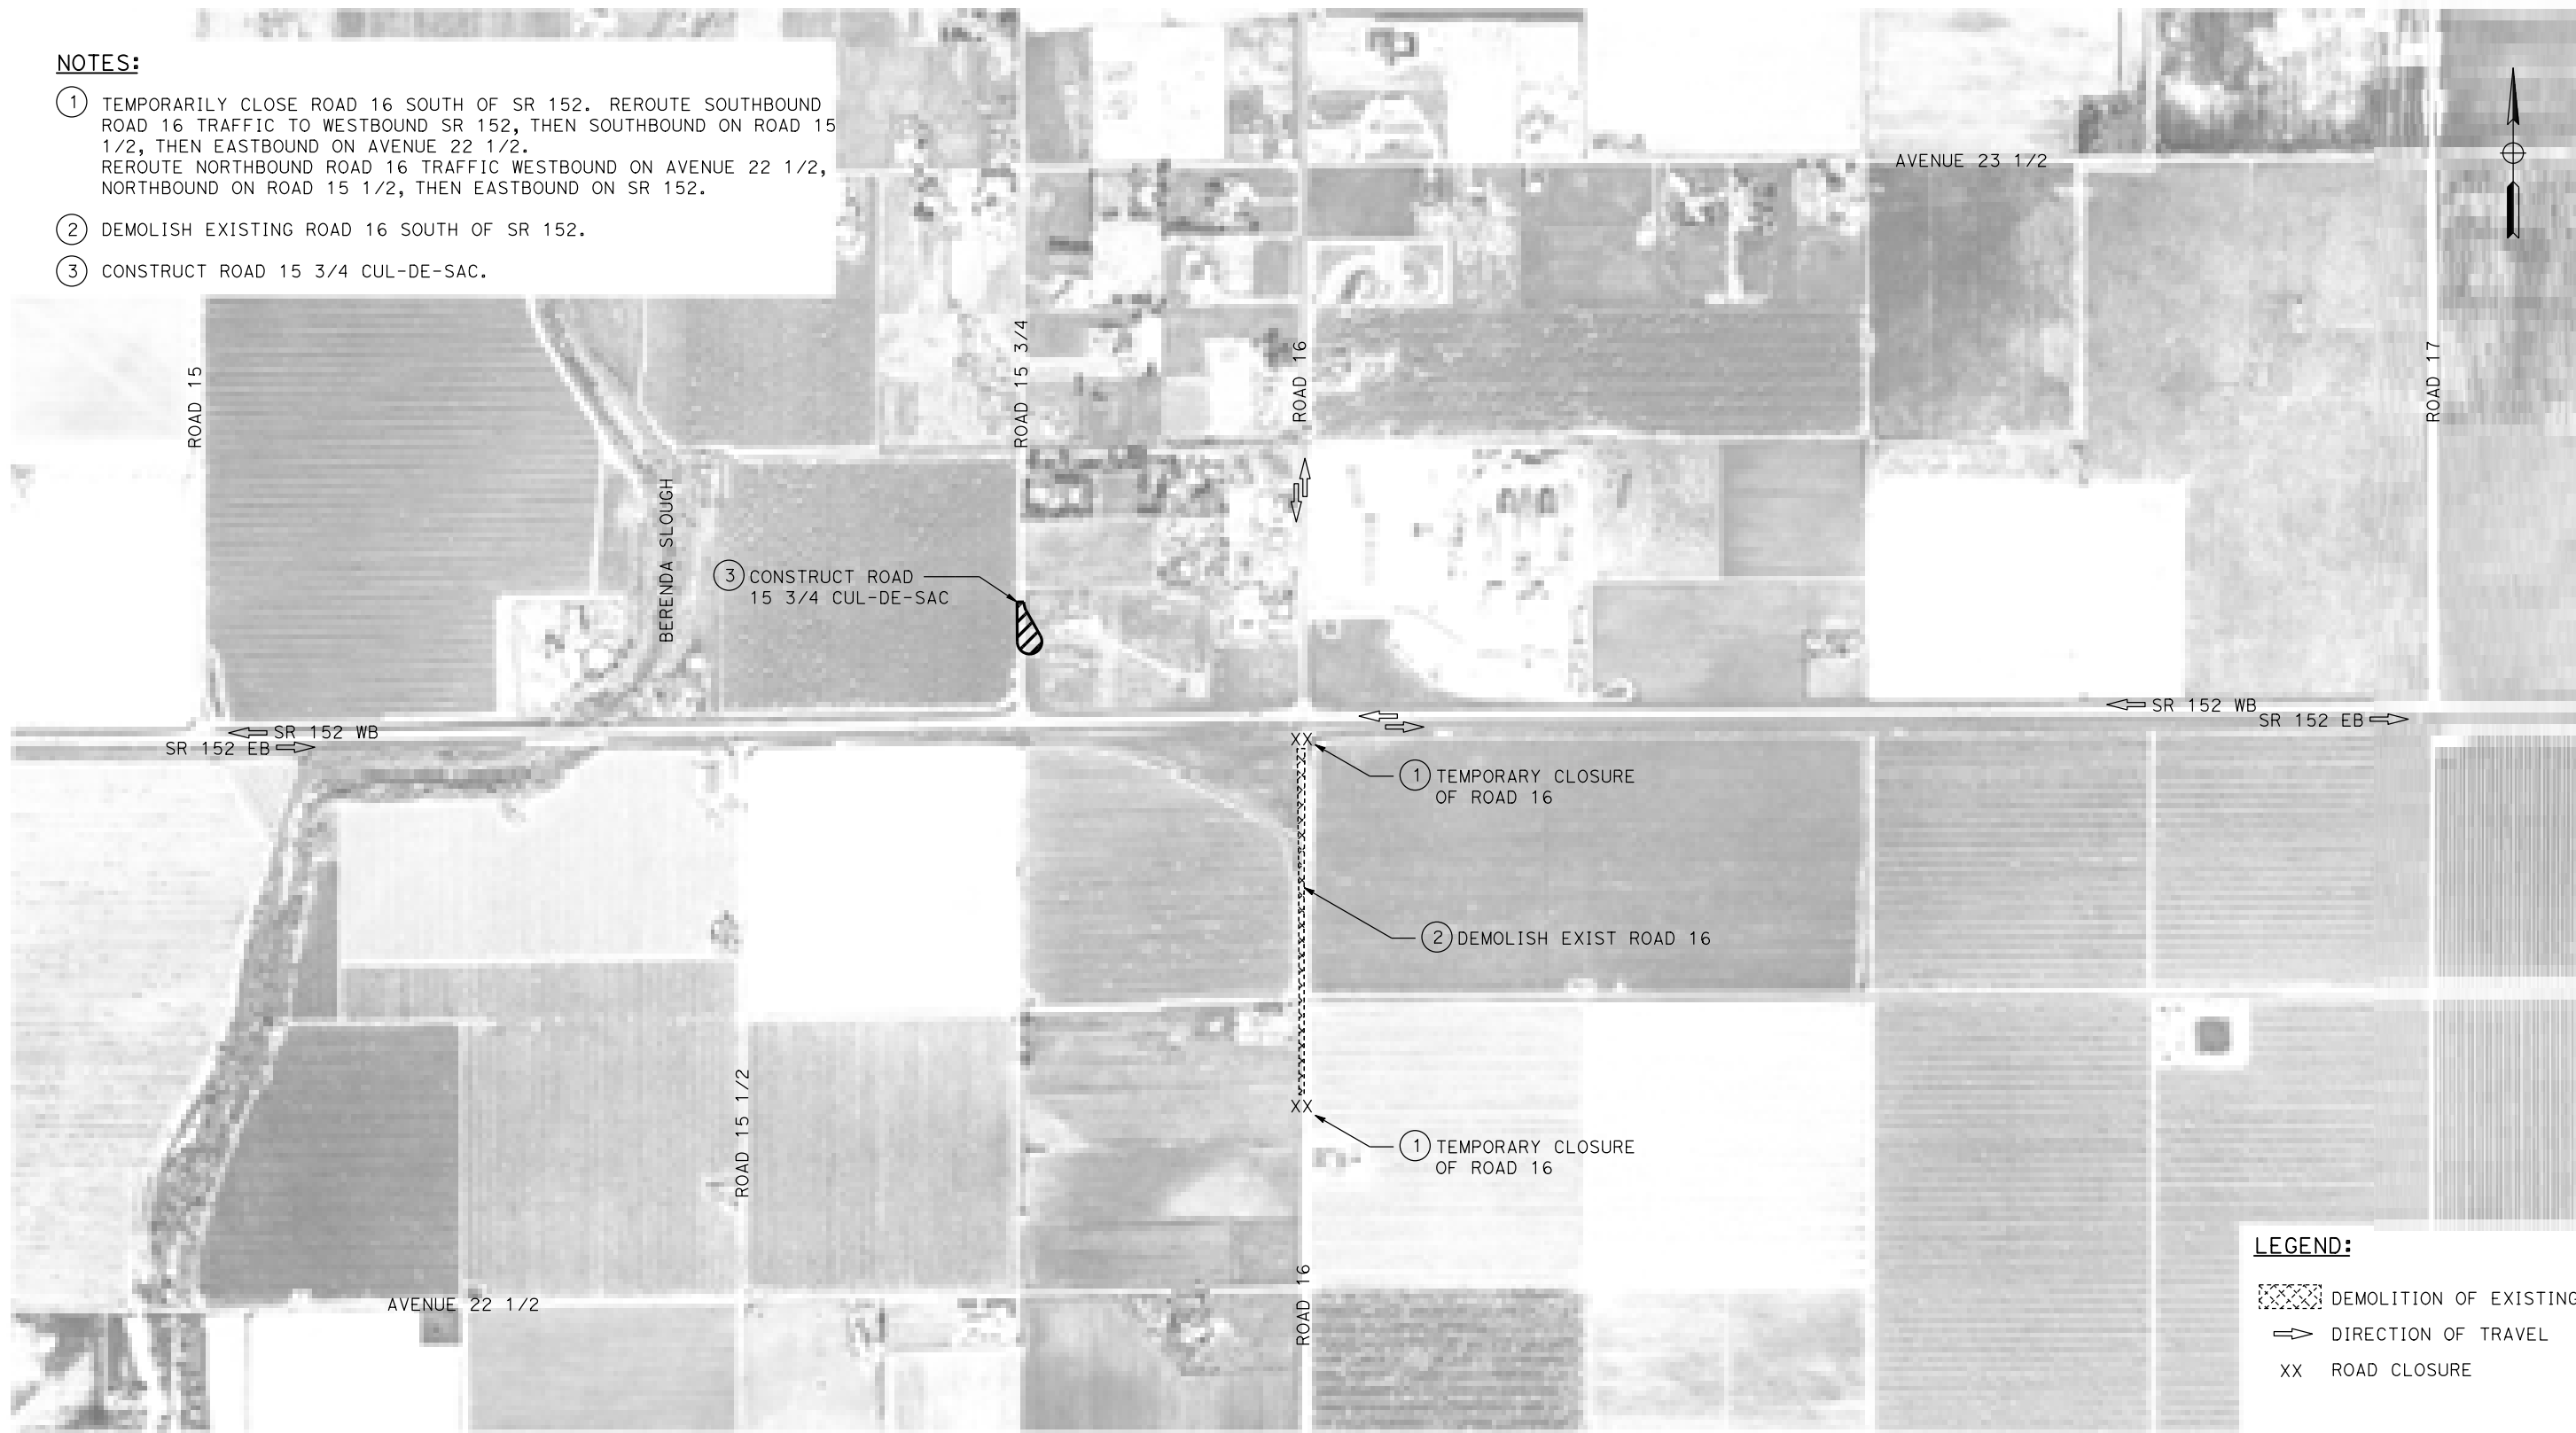 NOTES:
1 TEMPORARILY CLOSE ROAD 16 SOUTH OF SR 152. REROUTE SOUTHBOUND
ROAD 16 TRAFFIC TO WESTBOUND SR 152, THEN SOUTHBOUND ON ROAD 15
1/2, THEN EASTBOUND ON AVENUE 22 1/2.
REROUTE NORTHBOUND ROAD 16 TRAFFIC WESTBOUND ON AVENUE 22 1/2,
NORTHBOUND ON ROAD 15 1/2, THEN EASTBOUND ON SR 152.
2 DEMOLISH EXISTING ROAD 16 SOUTH OF SR 152.
3 CONSTRUCT ROAD 15 3/4 CUL-DE-SAC.
AVENUE 23 1/2
ROAD 15
ROAD 15 3/4
ROAD 16
ROAD 17
BERENDA SLOUGH
3 CONSTRUCT ROAD
15 3/4 CUL-DE-SAC
SR 152 WB
SR 152 EB
SR 152 WB
SR 152 EB
XX
1 TEMPORARY CLOSURE
OF ROAD 16
2 DEMOLISH EXIST ROAD 16
XX
1 TEMPORARY CLOSURE
OF ROAD 16
ROAD 15 1/2
ROAD 16
AVENUE 22 1/2
LEGEND:
DEMOLITION OF EXISTING
DIRECTION OF TRAVEL
XX ROAD CLOSURE